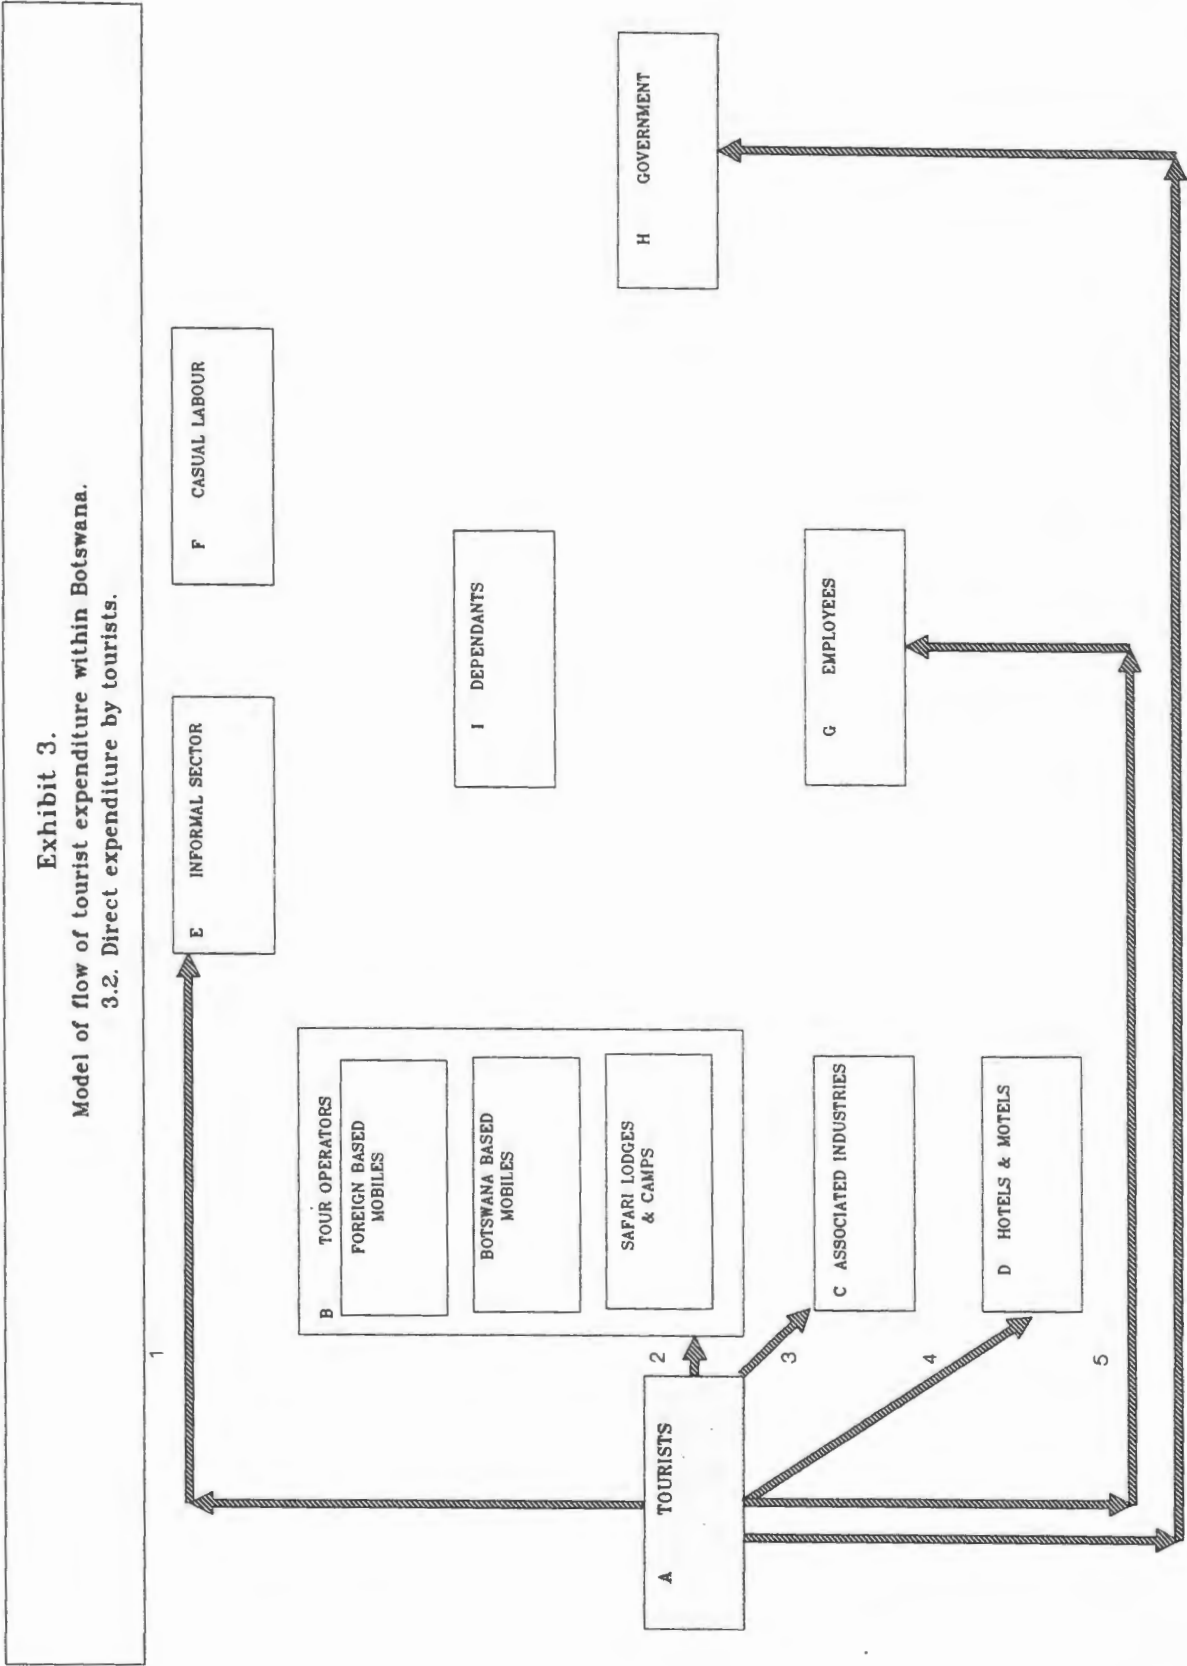 Exhibit 3.
Model of flow of tourist expenditure within Botswana.
3.2. Direct expenditure by tourists.
1
E INFORMAL SECTOR
F CASUAL LABOUR
B TOUR OPERATORS
FOREIGN BASED
MOBILES
BOTSWANA BASED
MOBILES
SAFARI LODGES
& CAMPS
I DEPENDANTS
2
A TOURISTS
H GOVERNMENT
3
C ASSOCIATED INDUSTRIES
G EMPLOYEES
4
D HOTELS & MOTELS
5